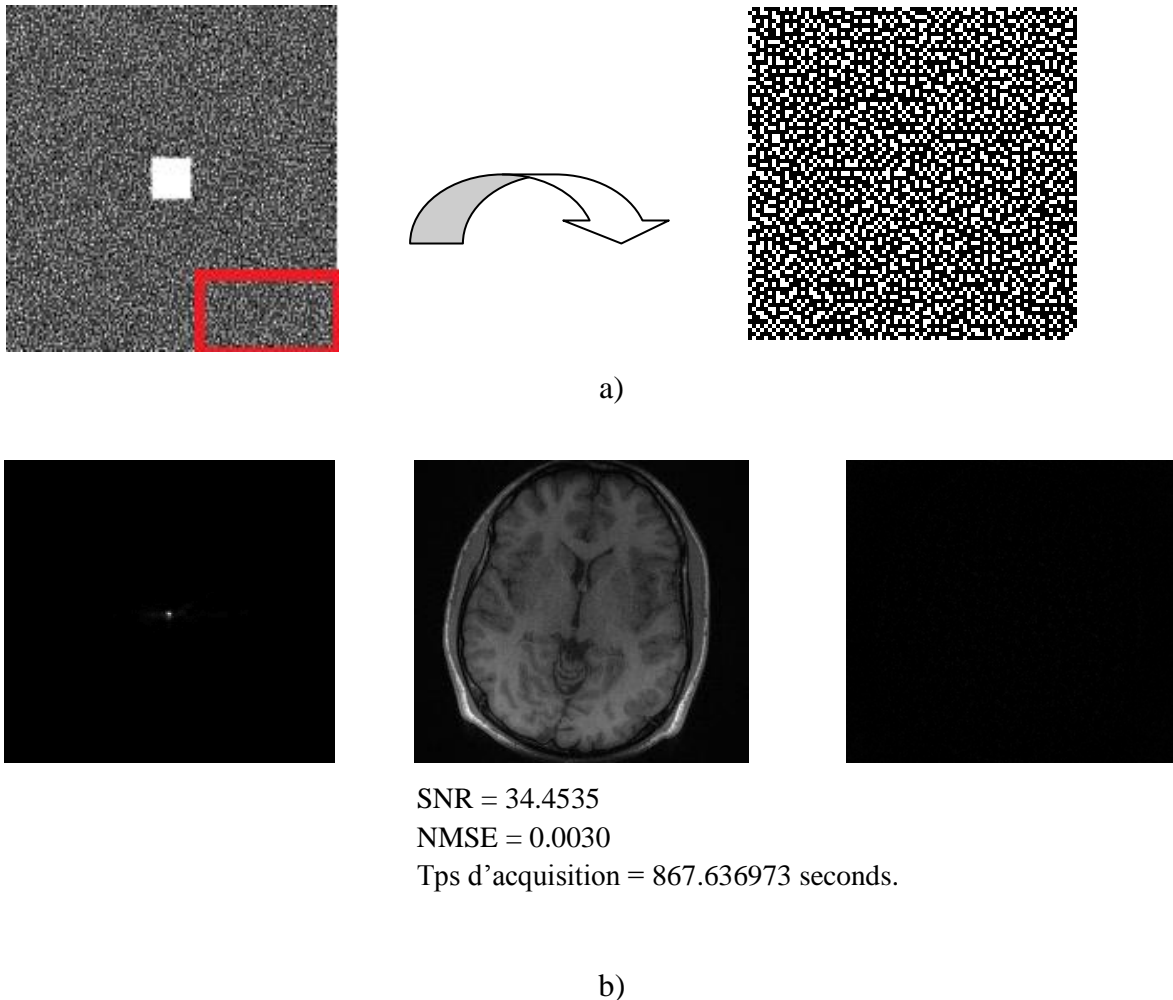 a)
SNR = 34.4535
NMSE = 0.0030
Tps d’acquisition = 867.636973 seconds.
b)